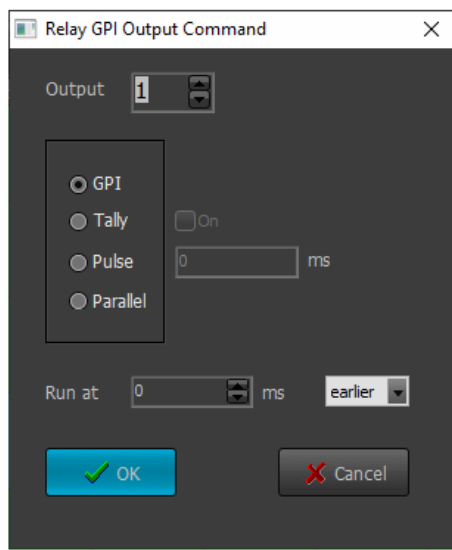 Relay GPI Output Command
Output 1
GPI
Tally On
Pulse 0 ms
Parallel
Run at 0 ms earlier
OK Cancel